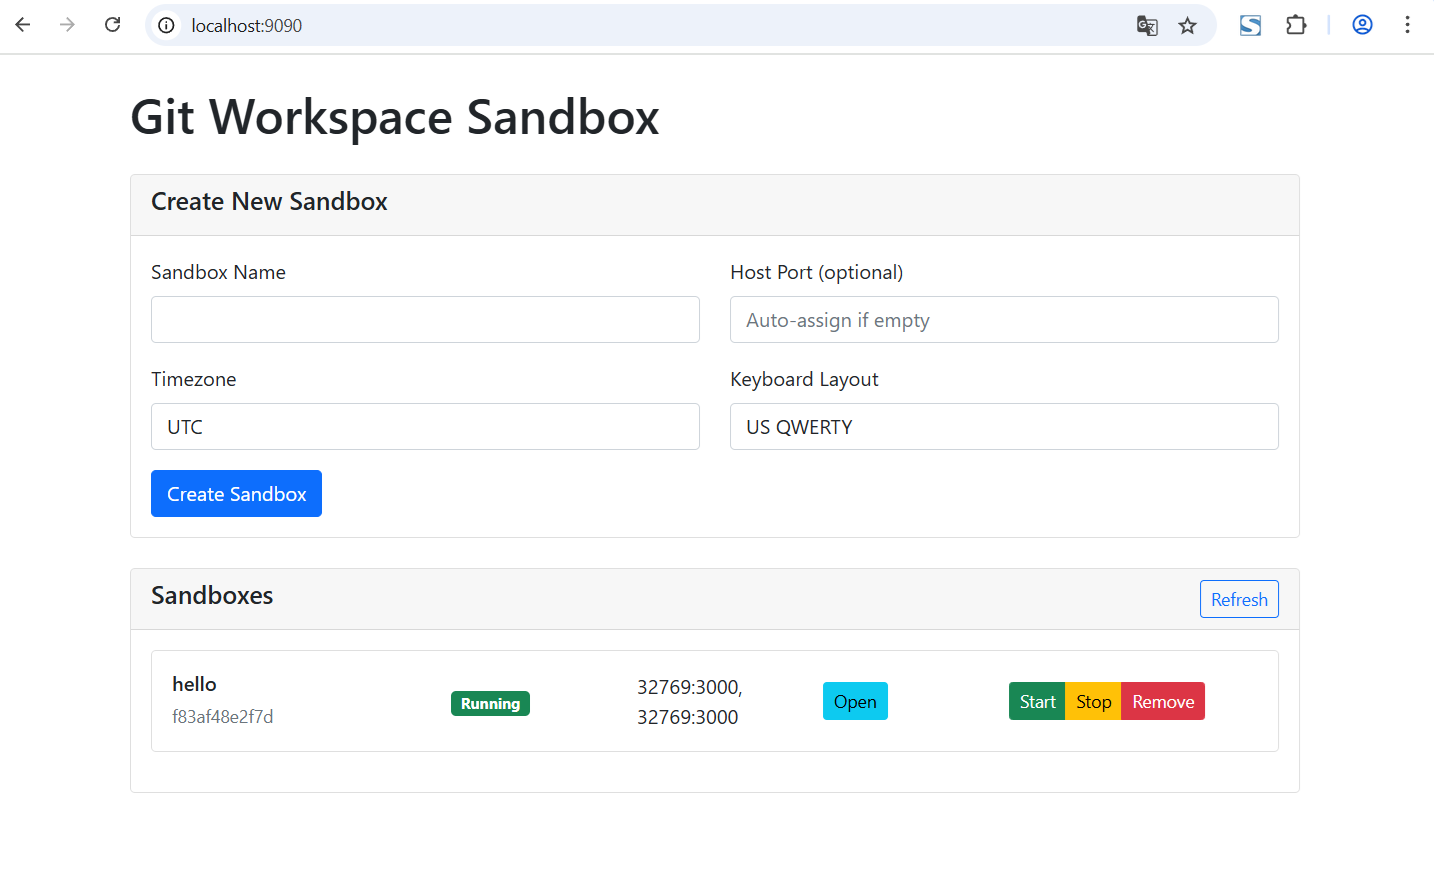 localhost:9090
Git Workspace Sandbox
Create New Sandbox
Sandbox Name
Host Port (optional)
Auto-assign if empty
Timezone
Keyboard Layout
UTC
US QWERTY
Create Sandbox
Sandboxes
Refresh
hello
f83af48e2f7d
Running
32769:3000,
32769:3000
Open
Start
Stop
Remove